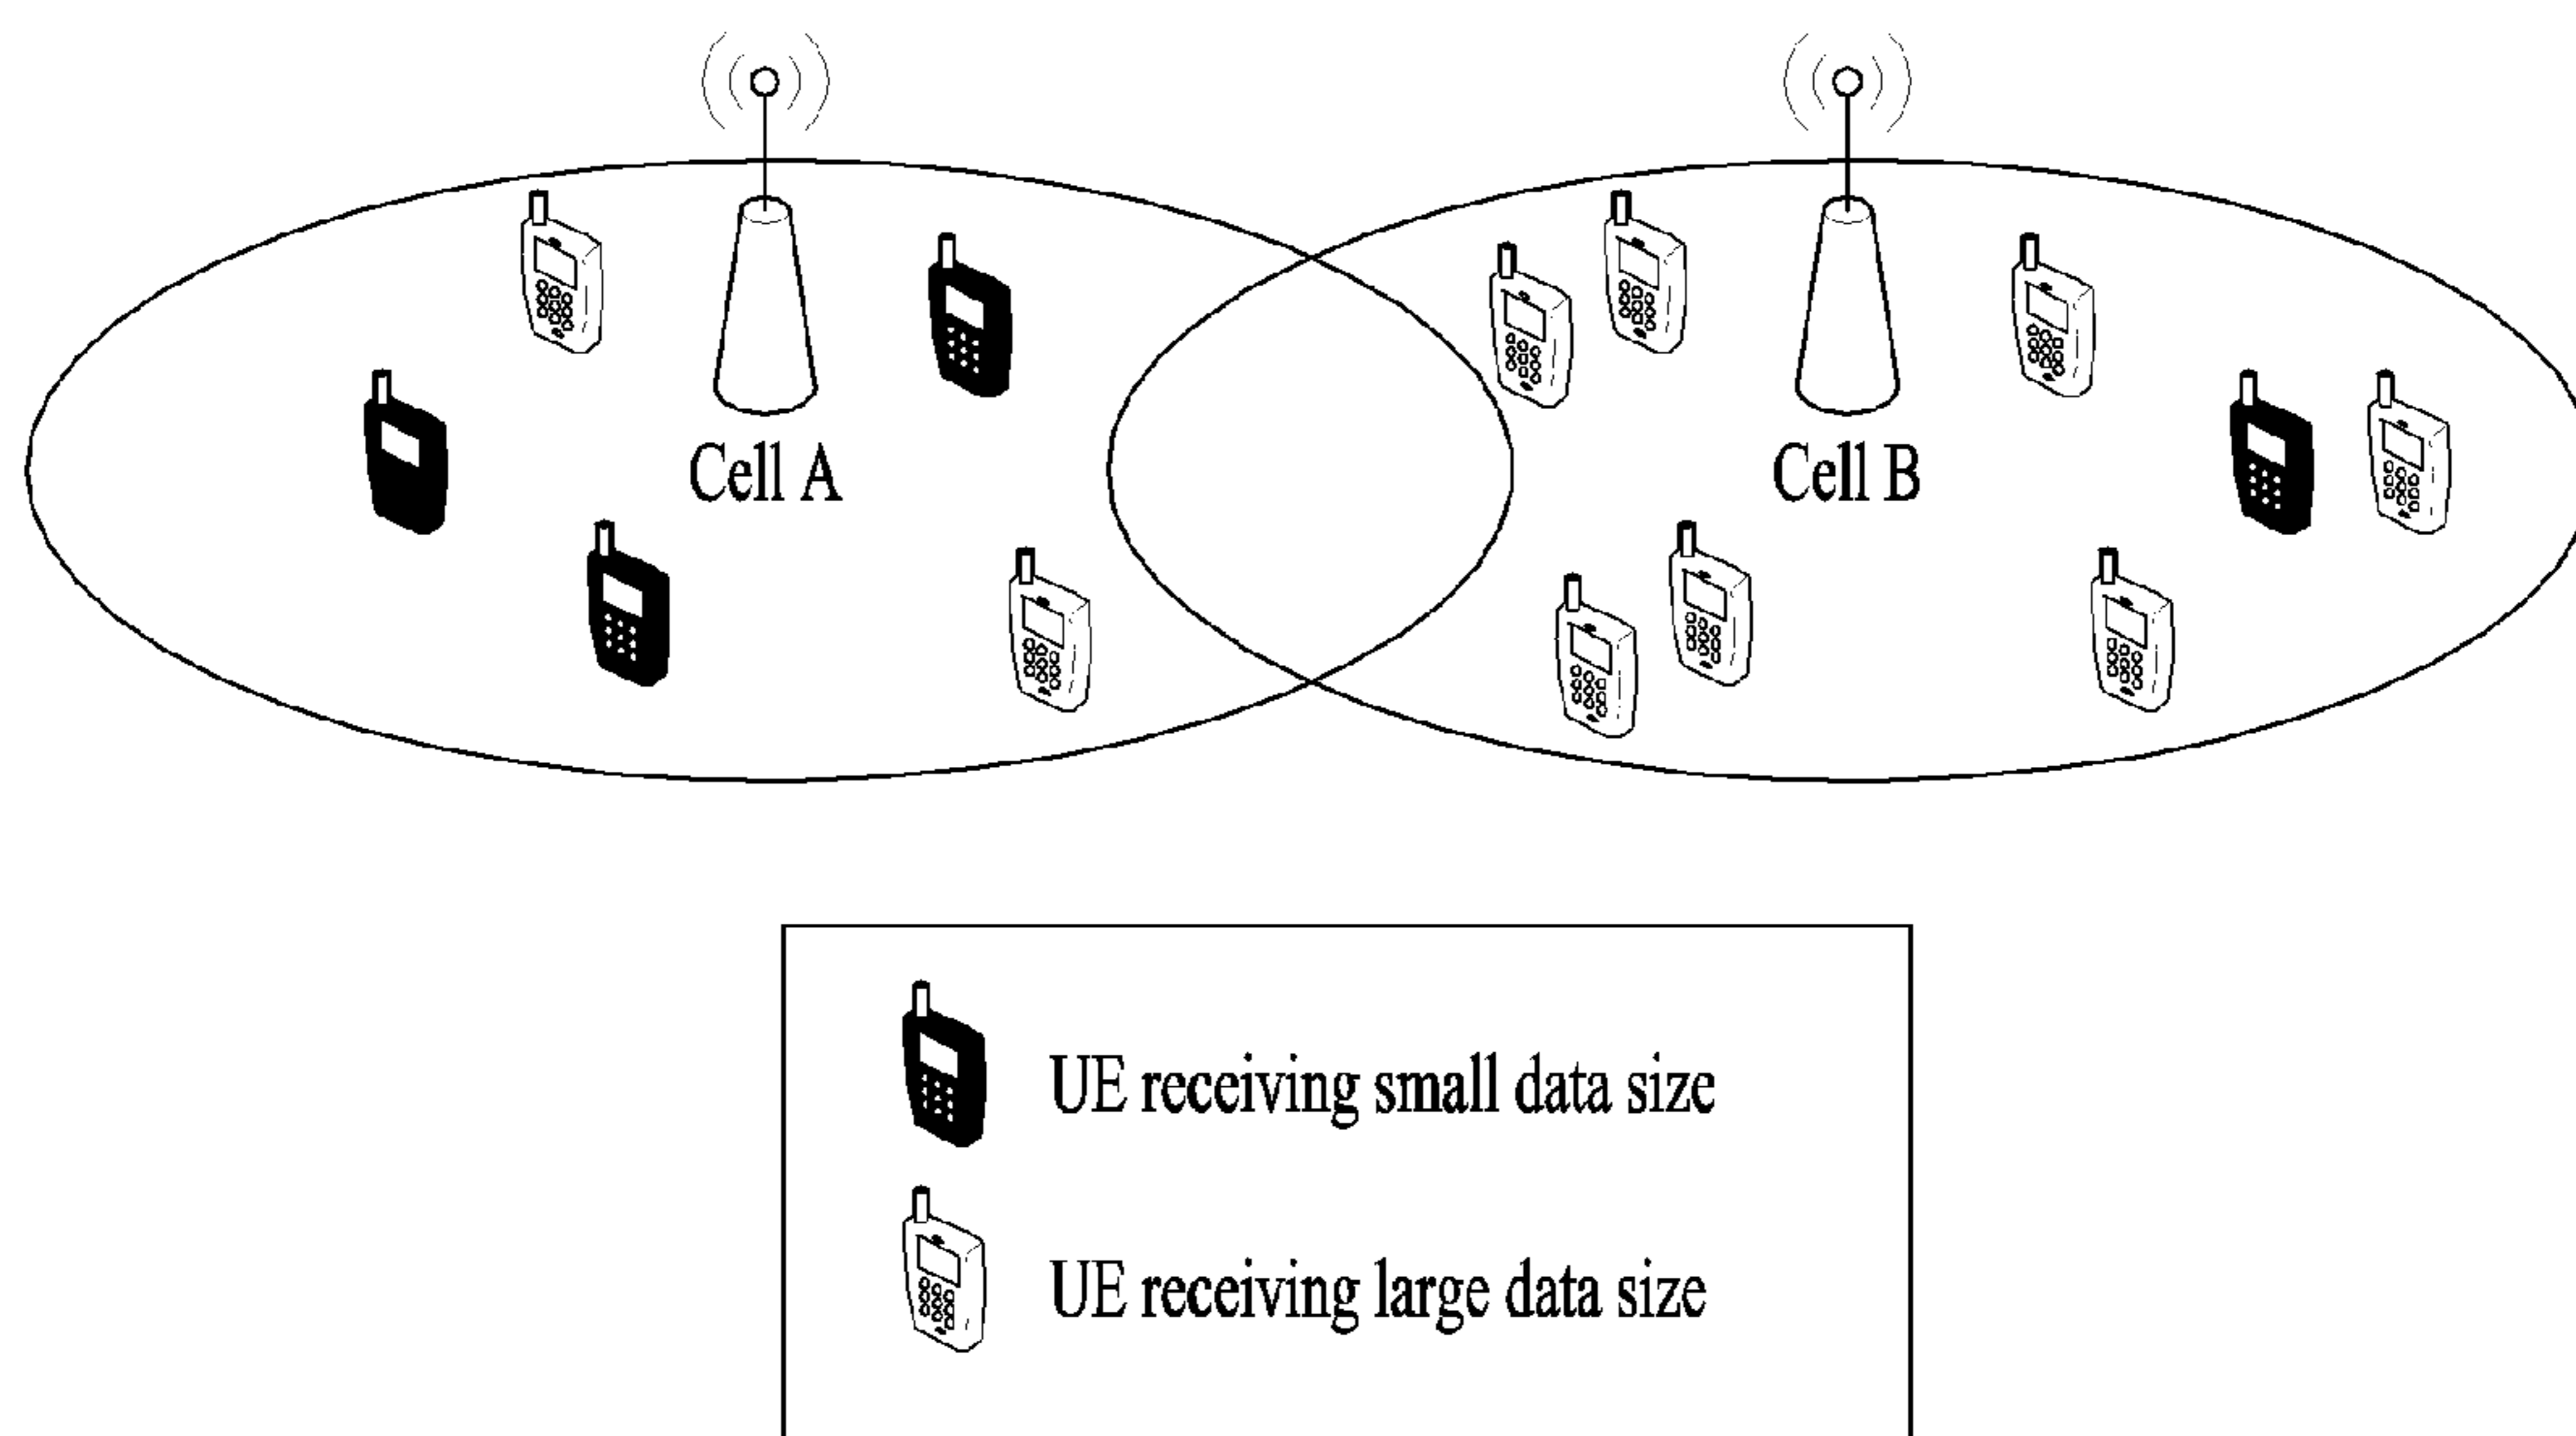 Cell A
Cell B
UE receiving small data size
UE receiving large data size